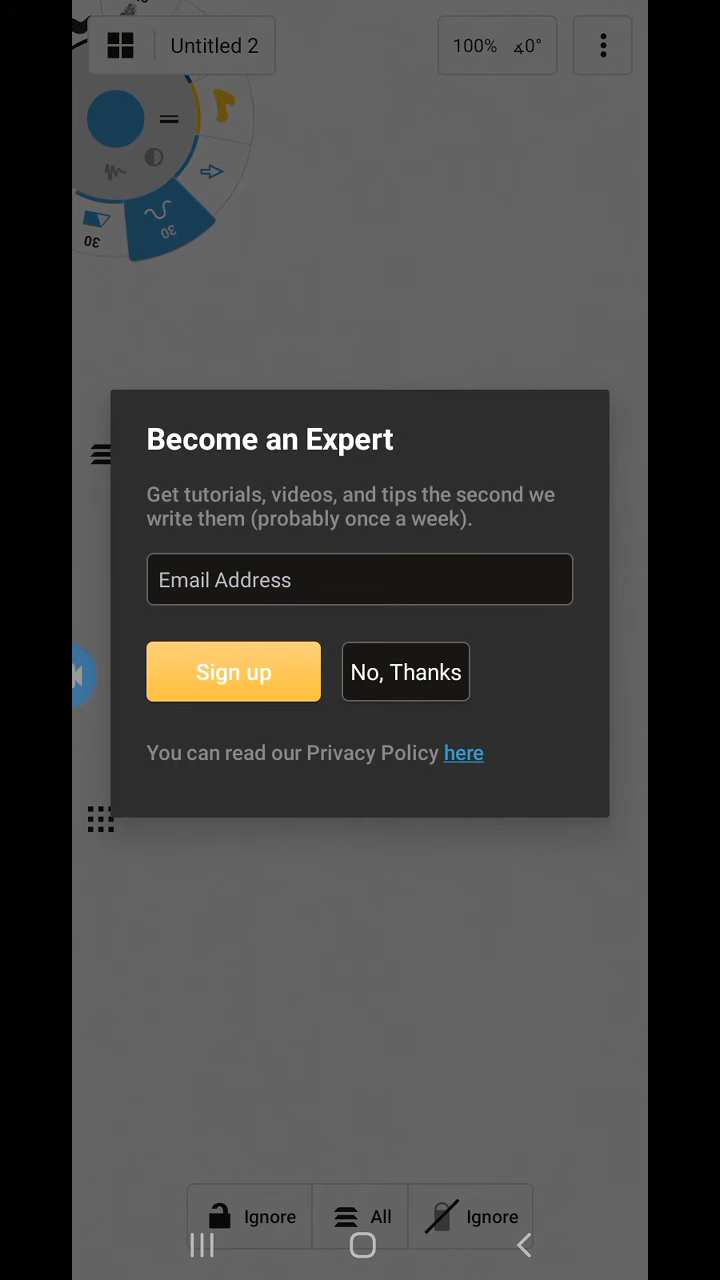 Untitled 2
100% ∡0°
30
30
Become an Expert
Get tutorials, videos, and tips the second we
write them (probably once a week).
Email Address
Sign up
No, Thanks
You can read our Privacy Policy here
Ignore
All
Ignore